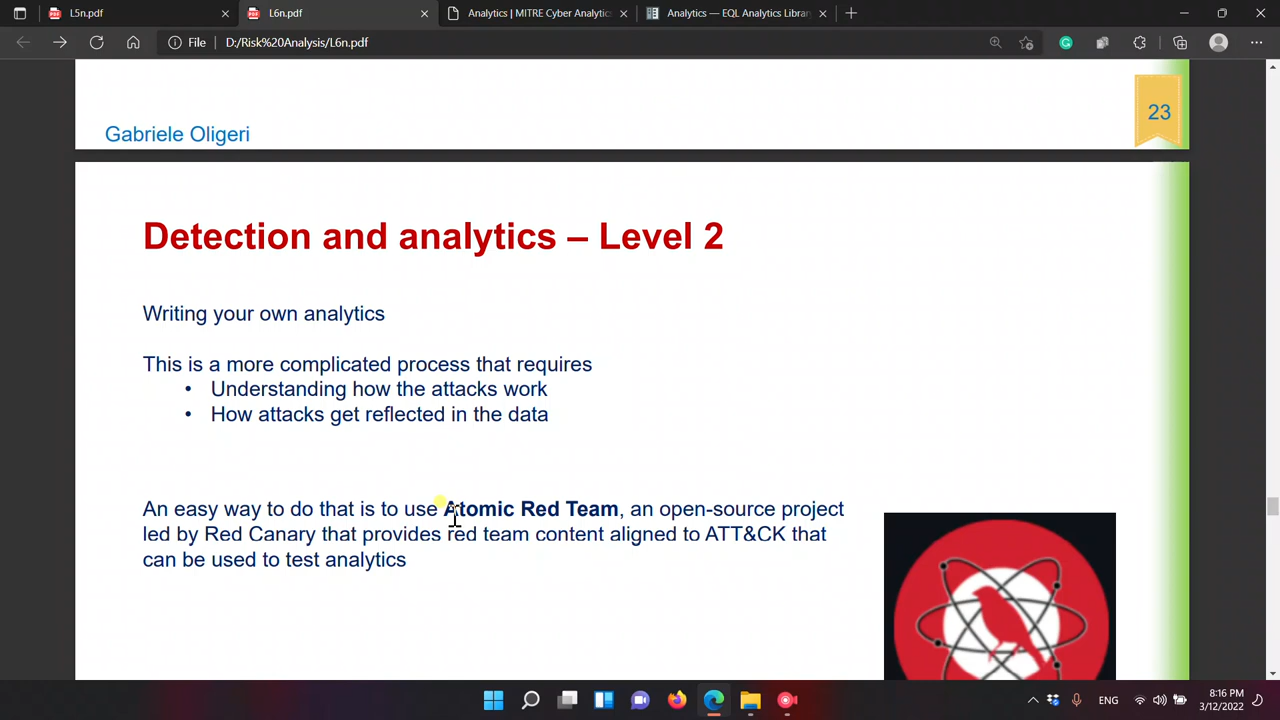 L5n.pdf
L6n.pdf
Analytics | MITRE Cyber Analytic
Analytics — EQL Analytics Librar
File
D:/Risk%20Analysis/L6n.pdf
23
Gabriele Oligeri
Detection and analytics – Level 2
Writing your own analytics
This is a more complicated process that requires
• Understanding how the attacks work
• How attacks get reflected in the data
An easy way to do that is to use Atomic Red Team, an open-source project
led by Red Canary that provides red team content aligned to ATT&CK that
can be used to test analytics
ENG
8:16 PM
3/12/2022